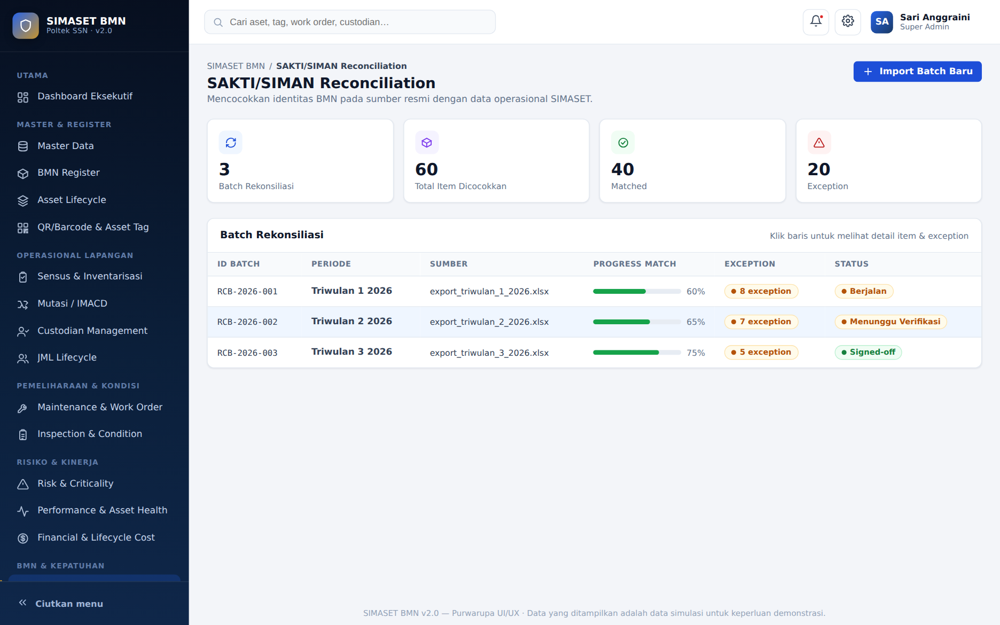 SIMASET BMN
Poltek SSN · v2.0
UTAMA
Dashboard Eksekutif
MASTER & REGISTER
Master Data
BMN Register
Asset Lifecycle
QR/Barcode & Asset Tag
OPERASIONAL LAPANGAN
Sensus & Inventarisasi
Mutasi / IMACD
Custodian Management
JML Lifecycle
PEMELIHARAAN & KONDISI
Maintenance & Work Order
Inspection & Condition
RISIKO & KINERJA
Risk & Criticality
Performance & Asset Health
Financial & Lifecycle Cost
BMN & KEPATUHAN
Ciutkan menu
Cari aset, tag, work order, custodian…
SA
Sari Anggraini
Super Admin
SIMASET BMN / SAKTI/SIMAN Reconciliation
SAKTI/SIMAN Reconciliation
Mencocokkan identitas BMN pada sumber resmi dengan data operasional SIMASET.
Import Batch Baru
3
Batch Rekonsiliasi
60
Total Item Dicocokkan
40
Matched
20
Exception
Batch Rekonsiliasi
Klik baris untuk melihat detail item & exception
ID BATCH PERIODE SUMBER PROGRESS MATCH EXCEPTION STATUS
RCB-2026-001 Triwulan 1 2026 export_triwulan_1_2026.xlsx 60% 8 exception Berjalan
RCB-2026-002 Triwulan 2 2026 export_triwulan_2_2026.xlsx 65% 7 exception Menunggu Verifikasi
RCB-2026-003 Triwulan 3 2026 export_triwulan_3_2026.xlsx 75% 5 exception Signed-off
SIMASET BMN v2.0 — Purwarupa UI/UX · Data yang ditampilkan adalah data simulasi untuk keperluan demonstrasi.